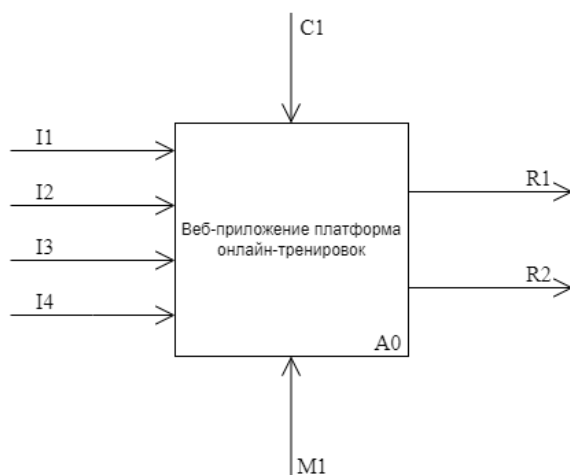 C1
I1
I2
I3
I4
Веб-приложение платформа
онлайн-тренировок
R1
R2
A0
M1